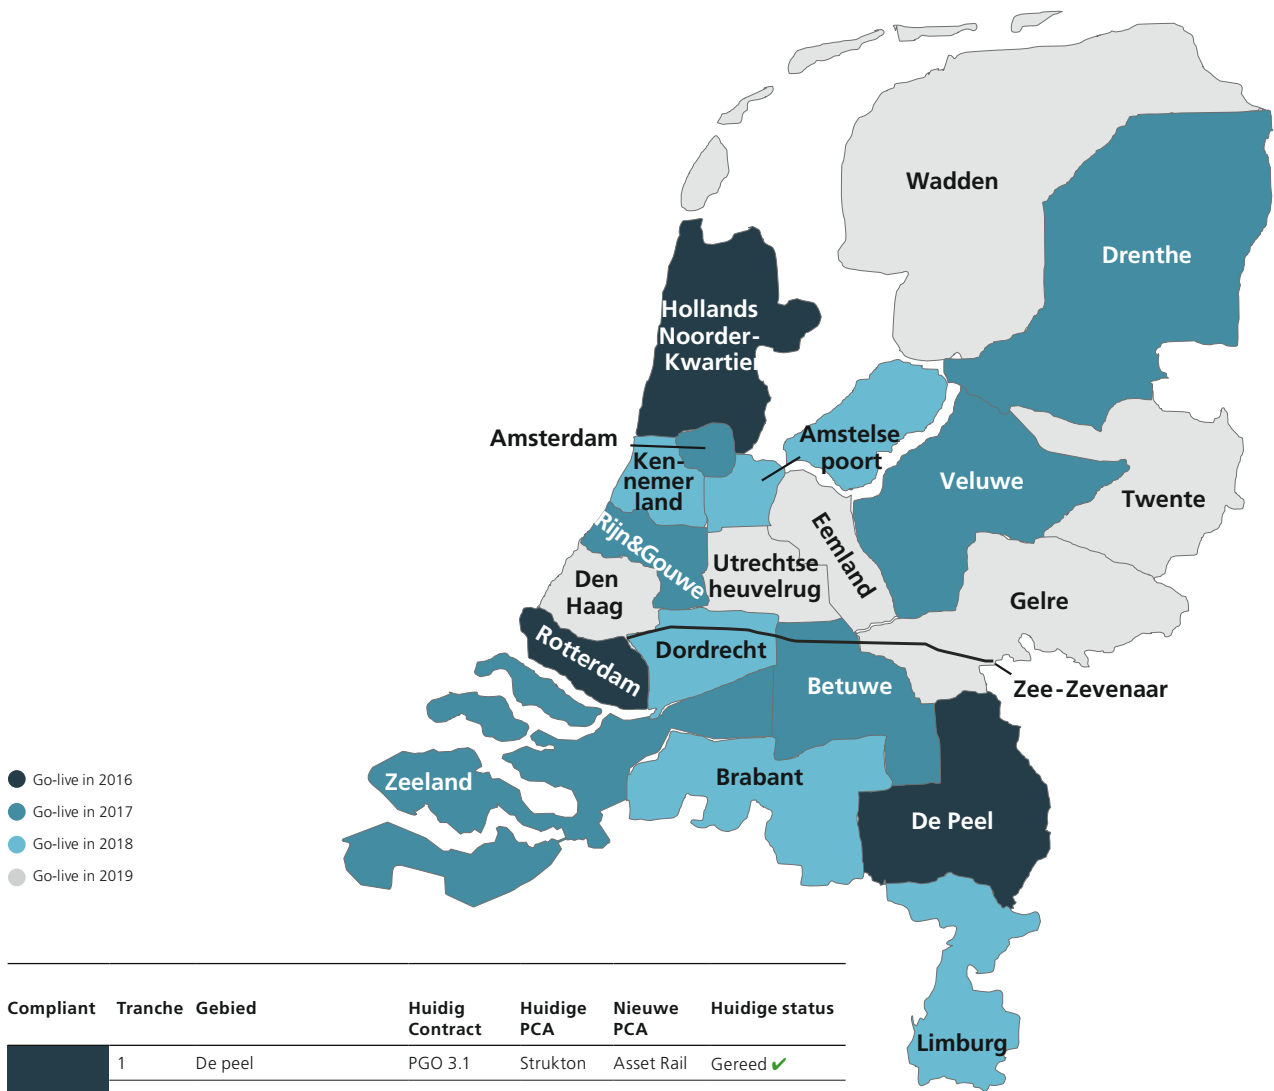 Wadden
Drenthe
Hollands
Noorder-
Kwartier
Amsterdam
Amstelse
poort
Ken-
nemer
land
Veluwe
Twente
Rijn&Gouwe
Eemland
Utrechtse
heuvelrug
Den
Haag
Gelre
Rotterdam
Dordrecht
Betuwe
Zee-Zevenaar
Zeeland
Brabant
De Peel
Limburg
Go-live in 2016
Go-live in 2017
Go-live in 2018
Go-live in 2019
Compliant Tranche Gebied Huidig Contract Huidige PCA Nieuwe PCA Huidige status
1 De peel PGO 3.1 Strukton Asset Rail Gereed ✔